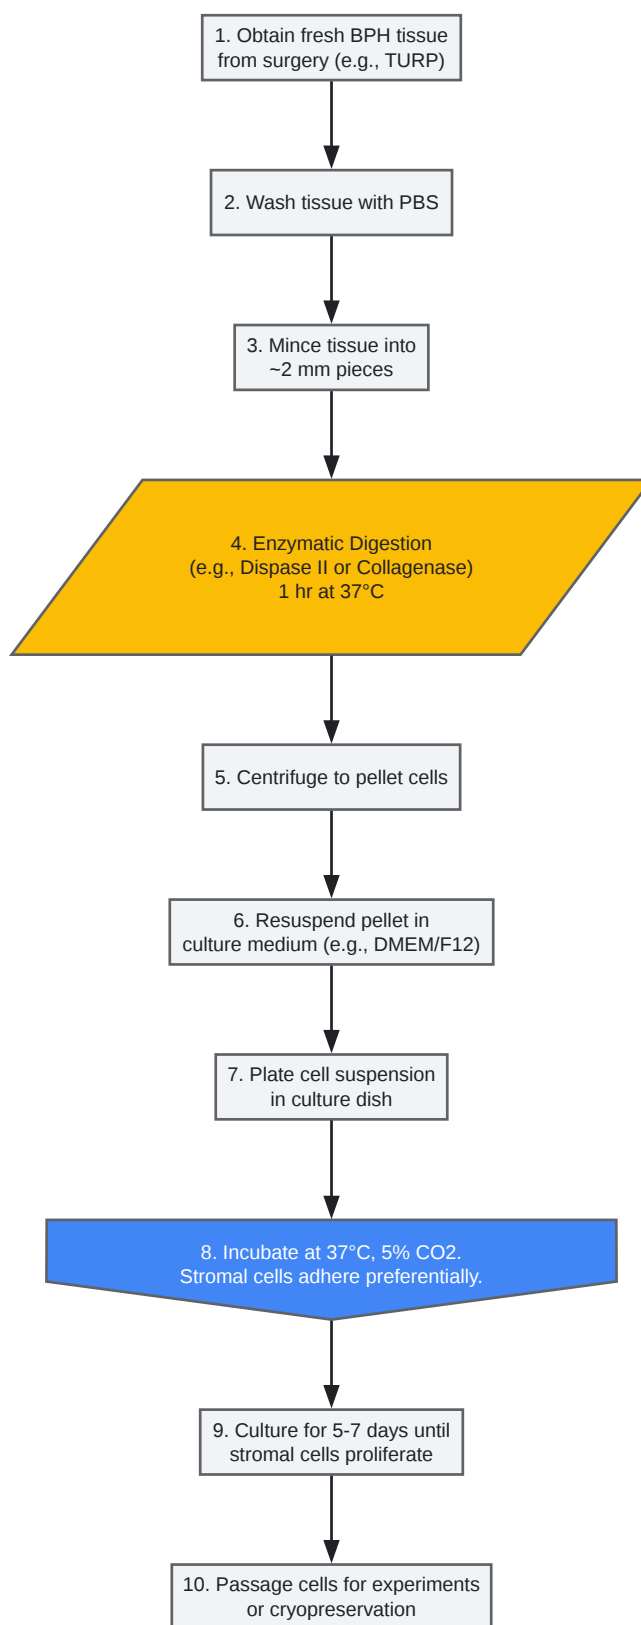 1. Obtain fresh BPH tissue
from surgery (e.g., TURP)
2. Wash tissue with PBS
3. Mince tissue into
~2 mm pieces
4. Enzymatic Digestion
(e.g., Dispase II or Collagenase)
1 hr at 37°C
5. Centrifuge to pellet cells
6. Resuspend pellet in
culture medium (e.g., DMEM/F12)
7. Plate cell suspension
in culture dish
8. Incubate at 37°C, 5% CO2.
Stromal cells adhere preferentially.
9. Culture for 5-7 days until
stromal cells proliferate
10. Passage cells for experiments
or cryopreservation